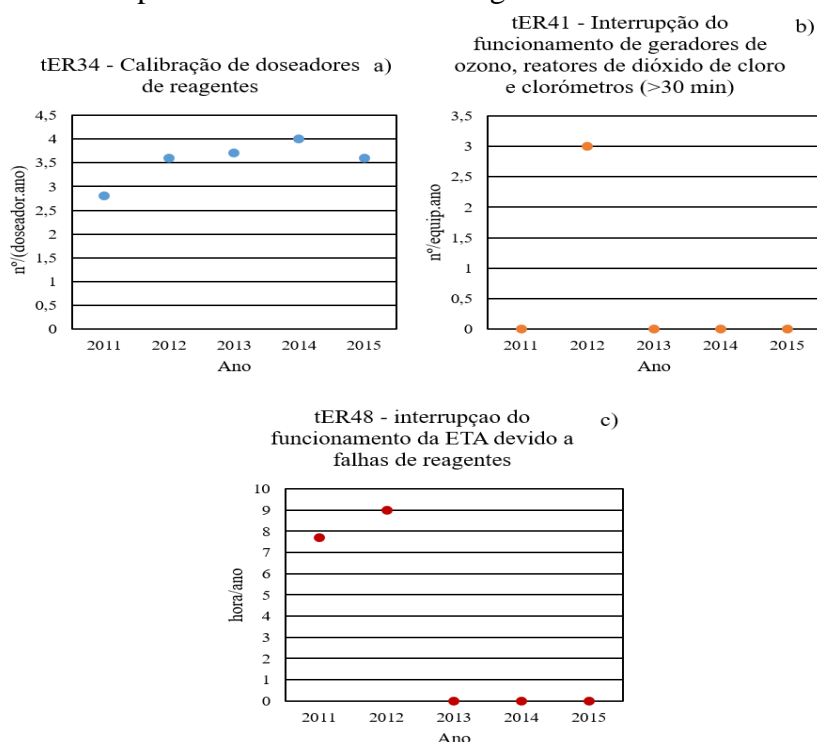 tER34 - Calibração de doseadores a)
de reagentes
4,5
4
3,5
3
2,5
2
1,5
1
0,5
0
nº/(doseador.ano)
2011 2012 2013 2014 2015
Ano
tER41 - Interrupção do b)
funcionamento de geradores de
ozono, reatores de dióxido de cloro
e clorómetros (>30 min)
3,5
3
2,5
2
1,5
1
0,5
0
nº/equip.ano
2011 2012 2013 2014 2015
Ano
tER48 - interrupçao do c)
funcionamento da ETA devido a
falhas de reagentes
10
9
8
7
6
5
4
3
2
1
0
hora/ano
2011 2012 2013 2014 2015
Ano